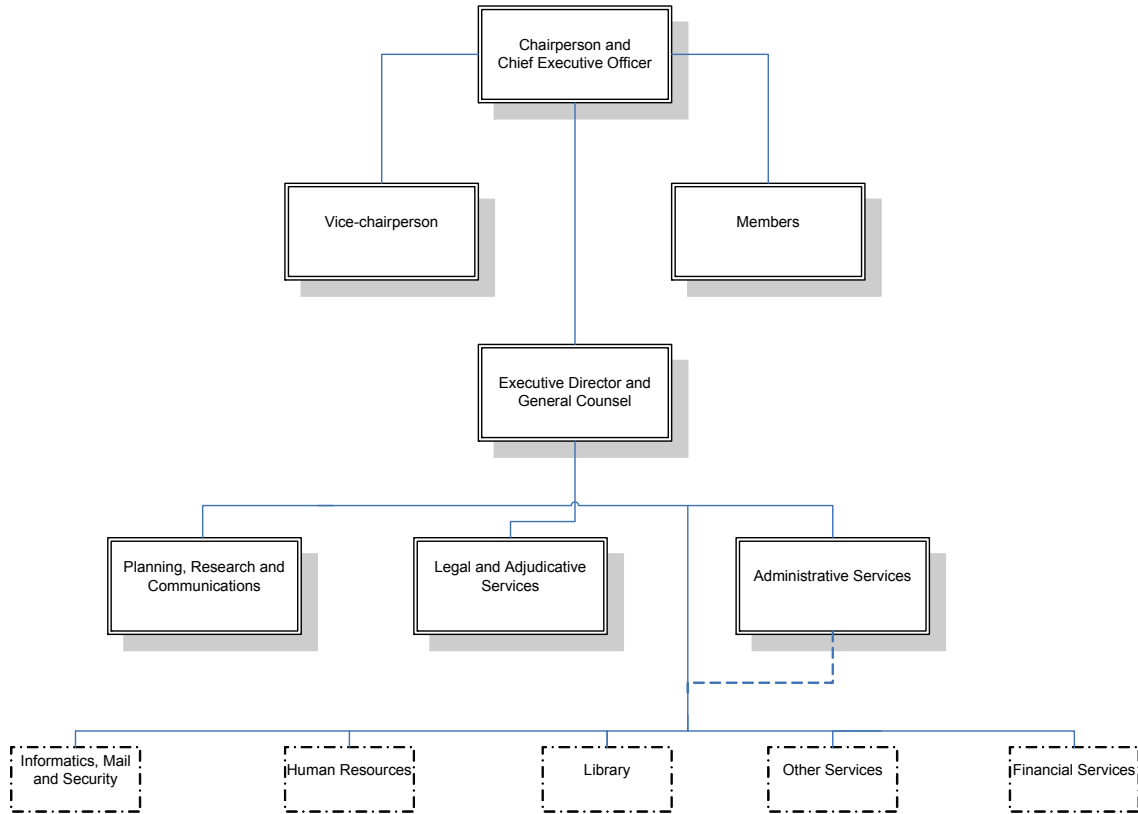 Chairperson and
Chief Executive Officer
Vice-chairperson
Members
Executive Director and
General Counsel
Planning, Research and
Communications
Legal and Adjudicative
Services
Administrative Services
Informatics, Mail
and Security
Human Resources
Library
Other Services
Financial Services